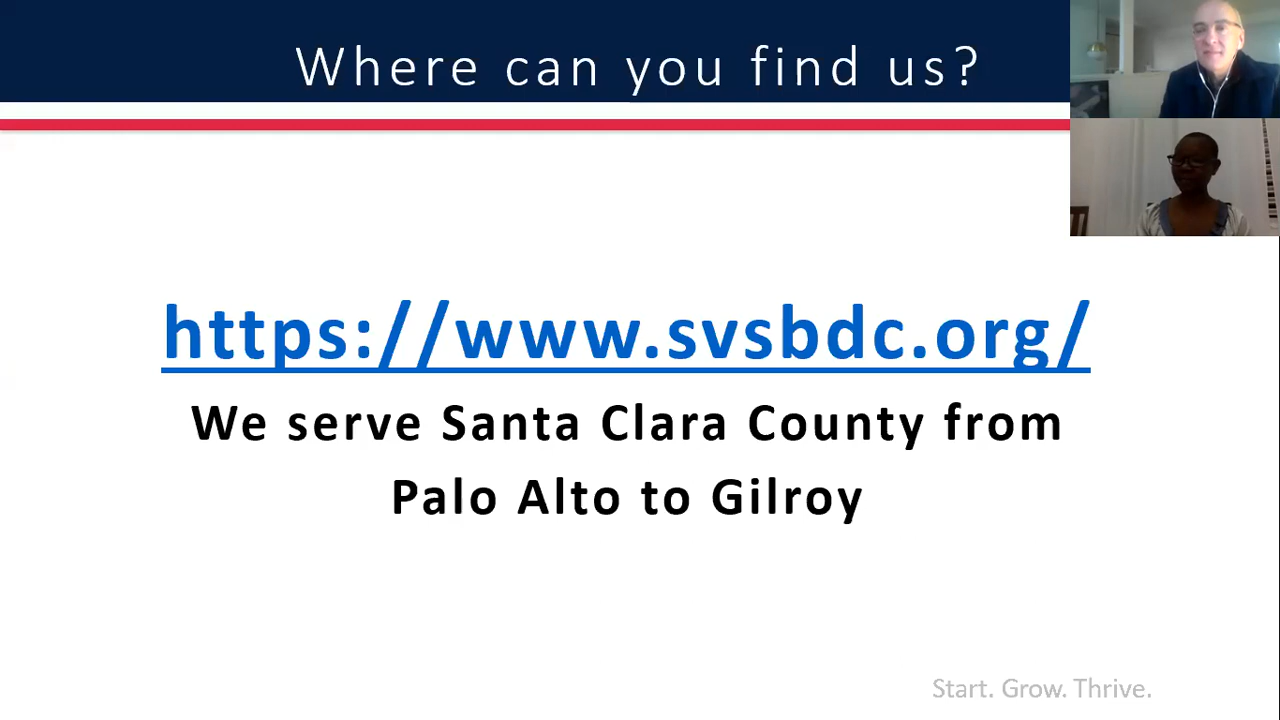 Where can you find us?
https://www.svsbdc.org/
We serve Santa Clara County from
Palo Alto to Gilroy
Start. Grow. Thrive.